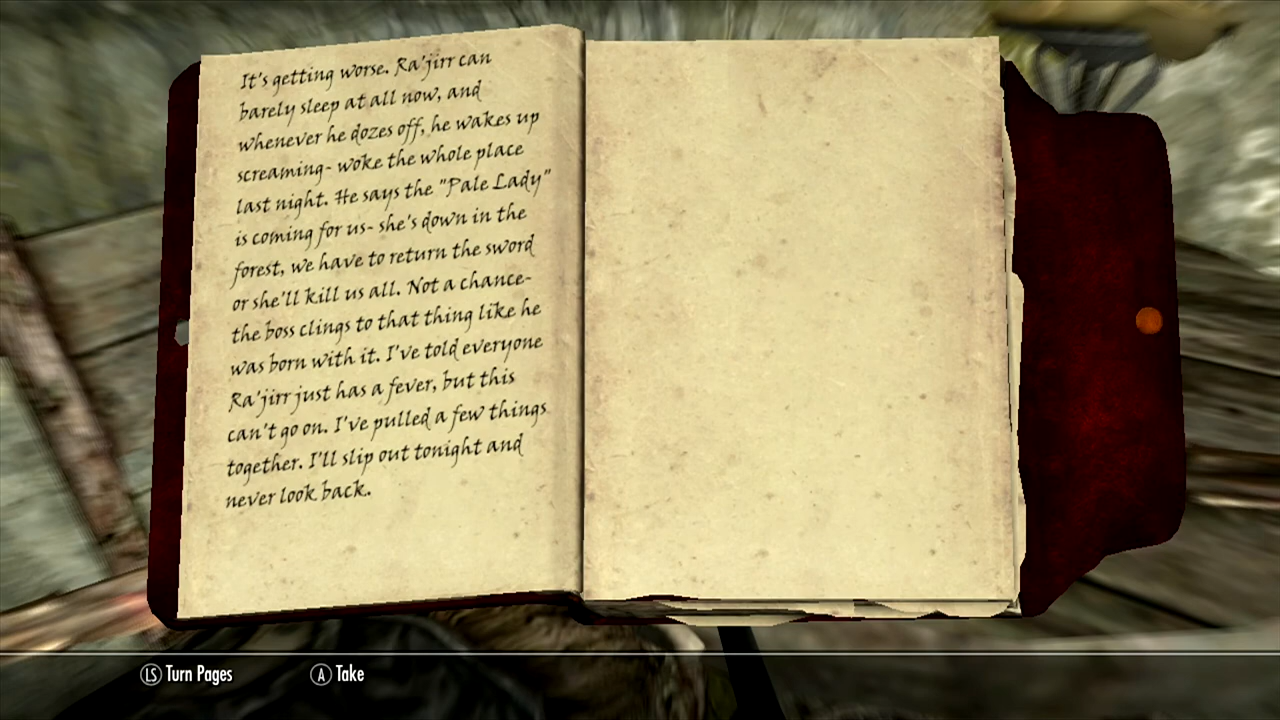 It's getting worse. Ra'jirr can
barely sleep at all now, and
whenever he dozes off, he wakes up
screaming- woke the whole place
last night. He says the "Pale Lady"
is coming for us- she's down in the
forest, we have to return the sword
or she'll kill us all. Not a chance-
the boss clings to that thing like he
was born with it. I've told everyone
Ra'jirr just has a fever, but this
can't go on. I've pulled a few things
together. I'll slip out tonight and
never look back.
LS Turn Pages
A Take